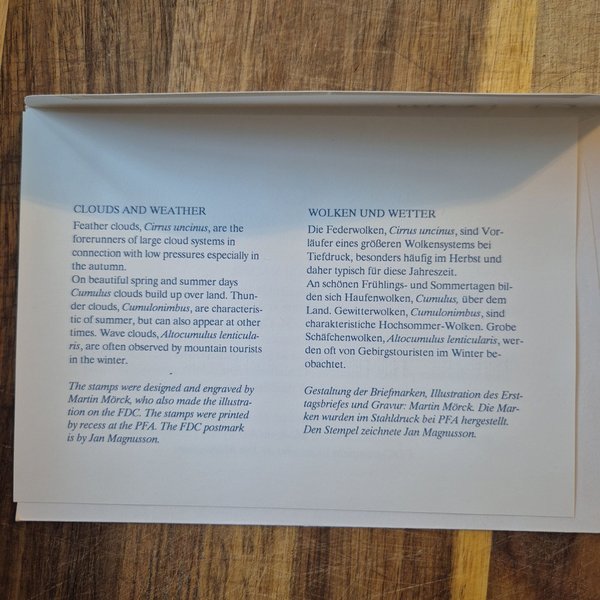 CLOUDS AND WEATHER
Feather clouds, Cirrus uncinus, are the
forerunners of large cloud systems in
connection with low pressures especially in
the autumn.
On beautiful spring and summer days
Cumulus clouds build up over land. Thun-
der clouds, Cumulonimbus, are characteris-
tic of summer, but can also appear at other
times. Wave clouds, Altocumulus lenticula-
ris, are often observed by mountain tourists
in the winter.
The stamps were designed and engraved by
Martin Mörck, who also made the illustra-
tion on the FDC. The stamps were printed
by recess at the PFA. The FDC postmark
is by Jan Magnusson.
WOLKEN UND WETTER
Die Federwolken, Cirrus uncinus, sind Vor-
läufer eines größeren Wolkensystems bei
Tiefdruck, besonders häufig im Herbst und
daher typisch für diese Jahreszeit.
An schönen Frühlings- und Sommertagen bil-
den sich Haufenwolken, Cumulus, über dem
Land. Gewitterwolken, Cumulonimbus, sind
charakteristische Hochsommer-Wolken. Grobe
Schäfchenwolken, Altocumulus lenticularis, wer-
den oft von Gebirgstouristen im Winter be-
obachtet.
Gestaltung der Briefmarken, Illustration des Erst-
tagsbriefes und Gravur: Martin Mörck. Die Mar-
ken wurden im Stahldruck bei PFA hergestellt.
Den Stempel zeichnete Jan Magnusson.